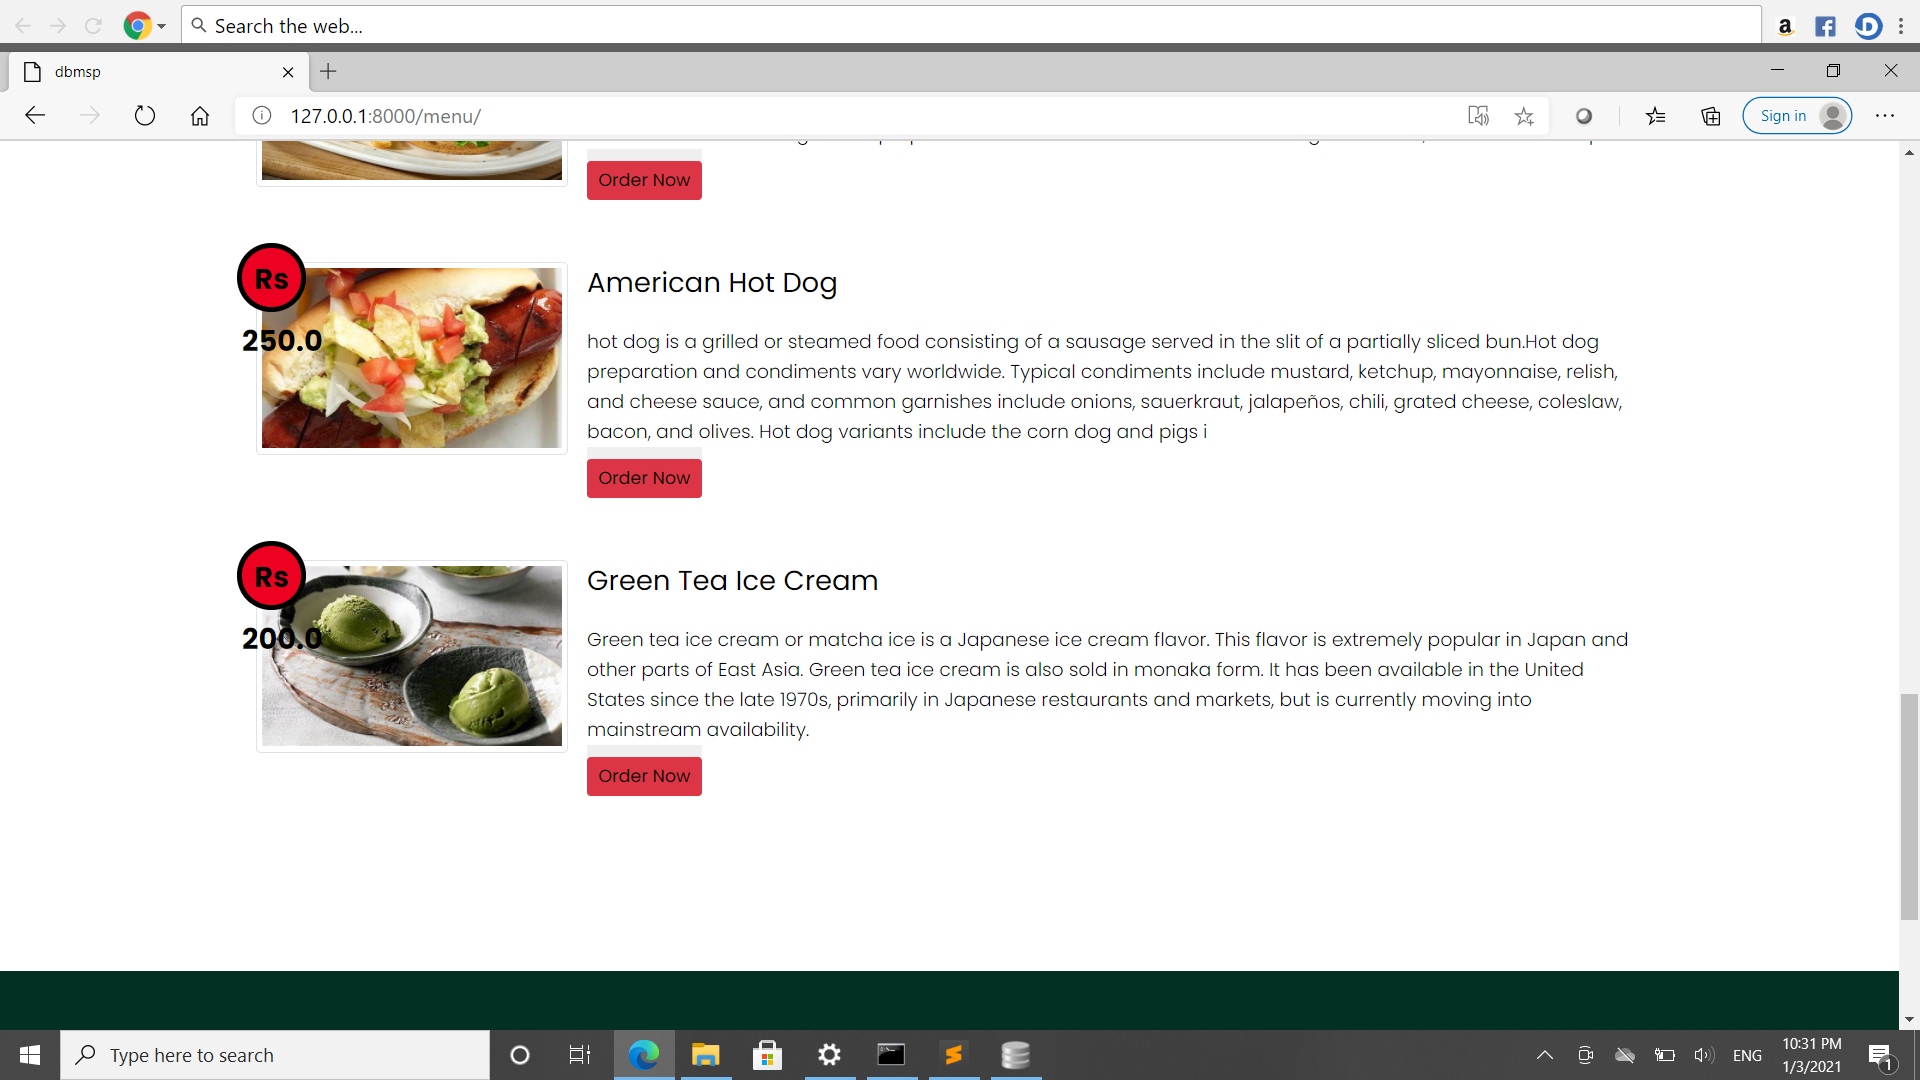 Search the web...
a
dbmsp
127.0.0.1:8000/menu/
Sign in
Order Now
Rs
250.0
American Hot Dog
hot dog is a grilled or steamed food consisting of a sausage served in the slit of a partially sliced bun.Hot dog
preparation and condiments vary worldwide. Typical condiments include mustard, ketchup, mayonnaise, relish,
and cheese sauce, and common garnishes include onions, sauerkraut, jalapeños, chili, grated cheese, coleslaw,
bacon, and olives. Hot dog variants include the corn dog and pigs i
Order Now
Rs
200.0
Green Tea Ice Cream
Green tea ice cream or matcha ice is a Japanese ice cream flavor. This flavor is extremely popular in Japan and
other parts of East Asia. Green tea ice cream is also sold in monaka form. It has been available in the United
States since the late 1970s, primarily in Japanese restaurants and markets, but is currently moving into
mainstream availability.
Order Now
Type here to search
ENG
10:31 PM
1/3/2021
1